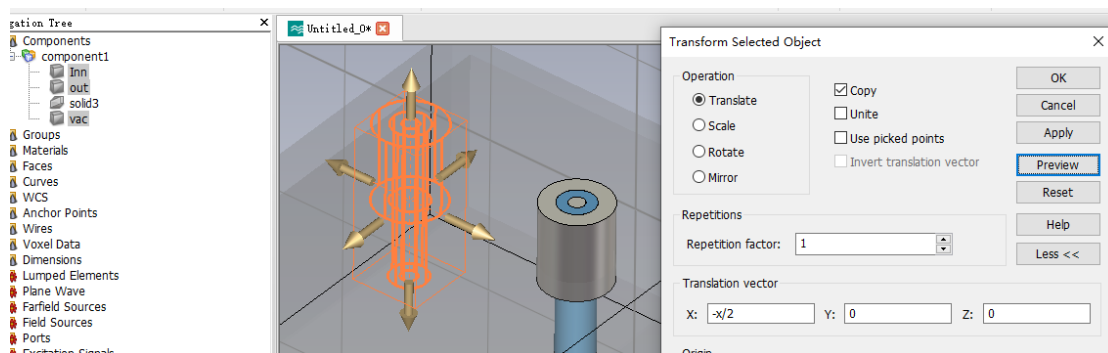 gation Tree
Components
component1
Inn
out
solid3
vac
Groups
Materials
Faces
Curves
WCS
Anchor Points
Wires
Voxel Data
Dimensions
Lumped Elements
Plane Wave
Farfield Sources
Field Sources
Ports
Excitation Signals
Untitled_0*
Transform Selected Object
Operation
Translate
Scale
Rotate
Mirror
Copy
Unite
Use picked points
Invert translation vector
OK
Cancel
Apply
Preview
Reset
Help
Less <<
Repetitions
Repetition factor: 1
Translation vector
X: -x/2 Y: 0 Z: 0
Origin